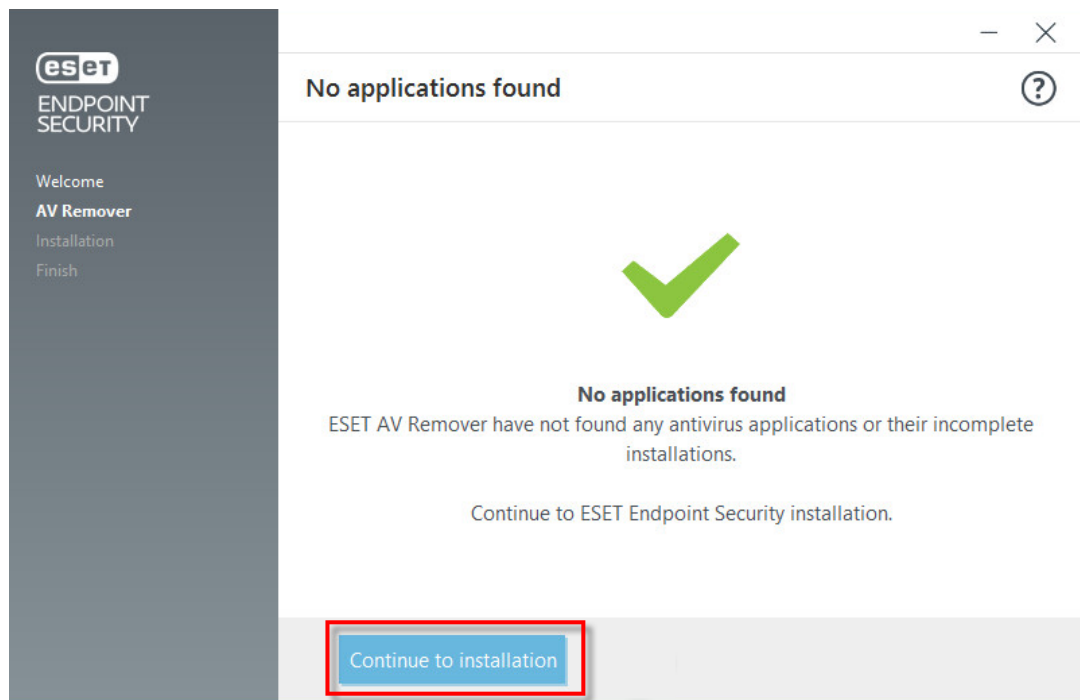 eset
ENDPOINT
SECURITY
Welcome
AV Remover
Installation
Finish
No applications found
?
No applications found
ESET AV Remover have not found any antivirus applications or their incomplete
installations.
Continue to ESET Endpoint Security installation.
Continue to installation